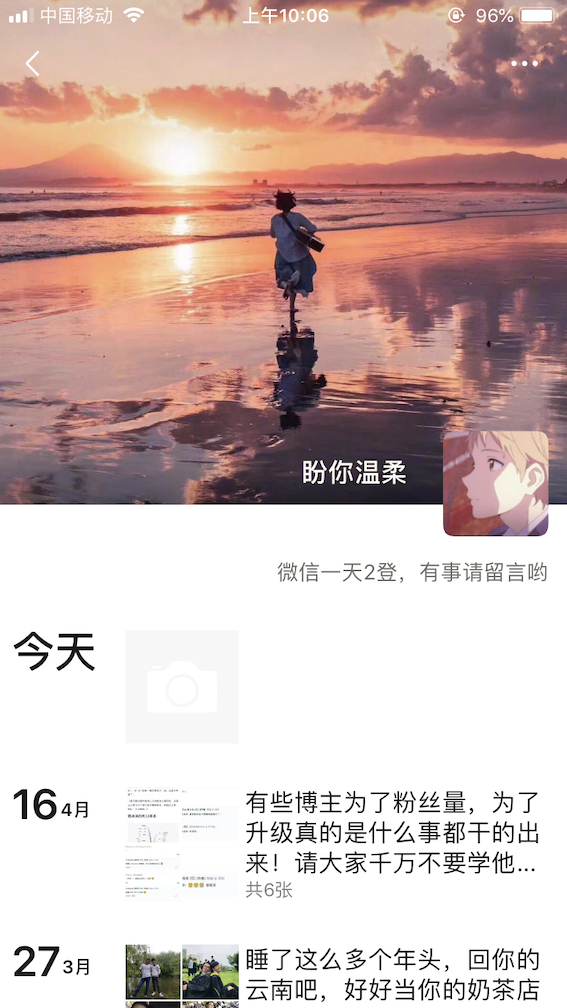 中国移动 上午10:06 96%
盼你温柔
微信一天2登，有事请留言哟
今天
16 4月
有些博主为了粉丝量，为了
升级真的是什么事都干的出
来！请大家千万不要学他...
共6张
27 3月
睡了这么多个年头，回你的
云南吧，好好当你的奶茶店